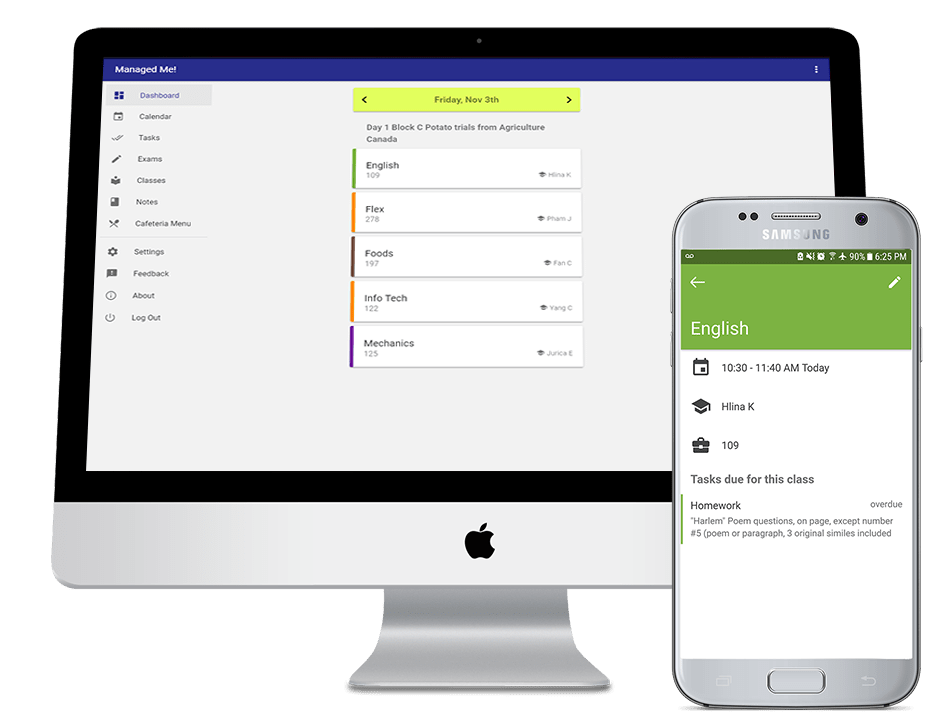 Managed Me!
Dashboard
Calendar
Tasks
Exams
Classes
Notes
Cafeteria Menu
Settings
Feedback
About
Log Out
Friday, Nov 3th
Day 1 Block C Potato trials from Agriculture
Canada
English
109
Hlina K
Flex
278
Pham J
Foods
197
Fan C
Info Tech
122
Yang C
Mechanics
125
Jurica E
SAMSUNG
90% 6:25 PM
English
10:30 - 11:40 AM Today
Hlina K
109
Tasks due for this class
Homework overdue
"Harlem" Poem questions, on page, except number
#5 (poem or paragraph, 3 original similes included